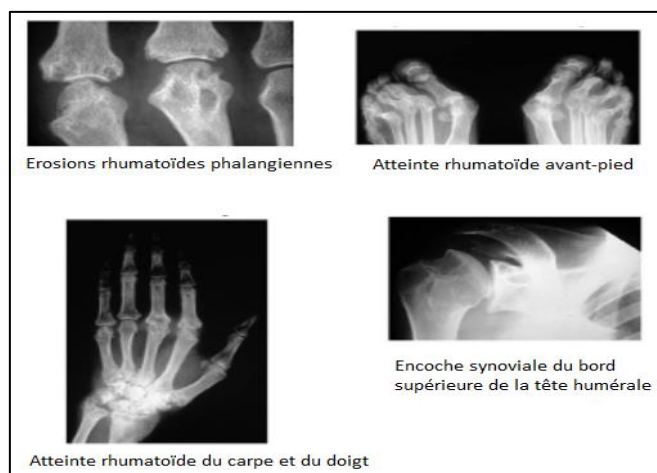 Erosions rhumatoïdes phalangiennes
Atteinte rhumatoïde avant-pied
Encoche synoviale du bord
supérieure de la tête humérale
Atteinte rhumatoïde du carpe et du doigt